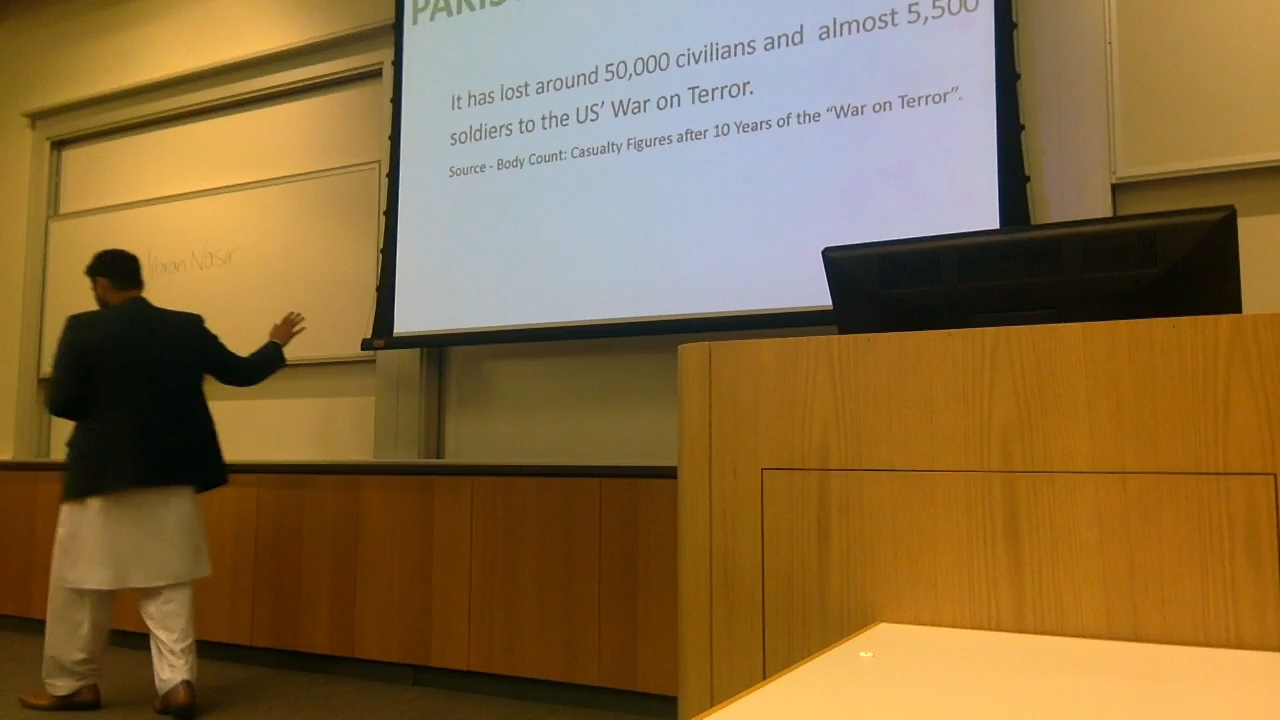 It has lost around 50,000 civilians and almost 5,500
soldiers to the US’ War on Terror.
Source - Body Count: Casualty Figures after 10 Years of the “War on Terror”.
Nasir